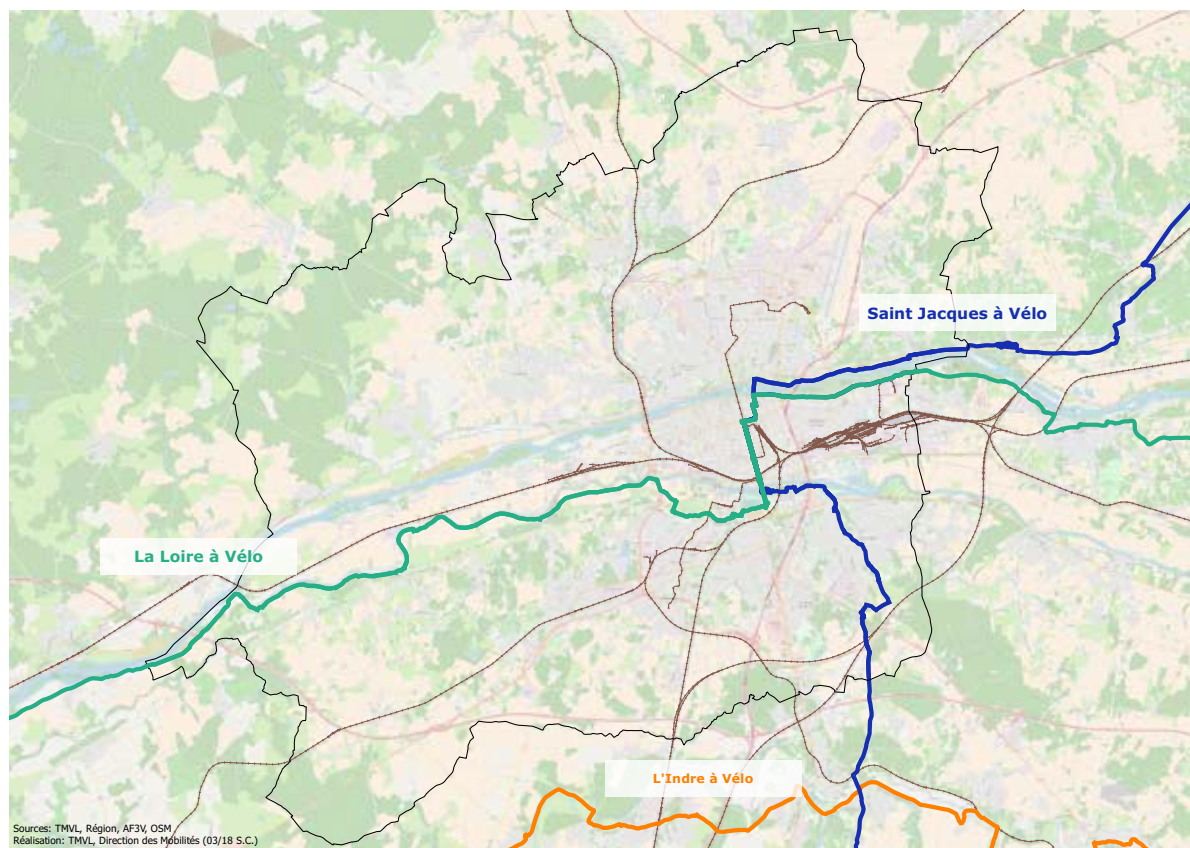 Saint Jacques à Vélo
La Loire à Vélo
L'Indre à Vélo
Sources: TMVL, Région, AF3V, OSM
Réalisation: TMVL, Direction des Mobilités (03/18 S.C.)